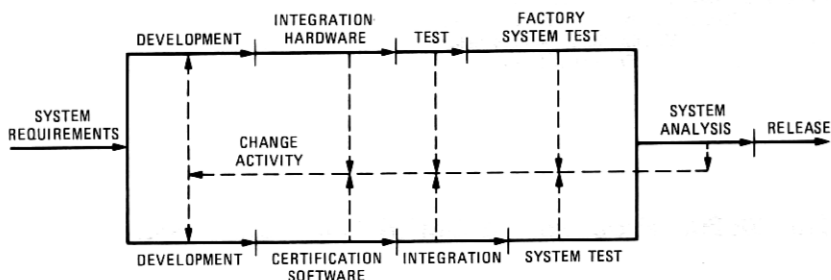 INTEGRATION
HARDWARE
FACTORY
SYSTEM TEST
DEVELOPMENT
TEST
SYSTEM
REQUIREMENTS
CHANGE
ACTIVITY
SYSTEM
ANALYSIS
RELEASE
DEVELOPMENT
CERTIFICATION
SOFTWARE
INTEGRATION
SYSTEM TEST